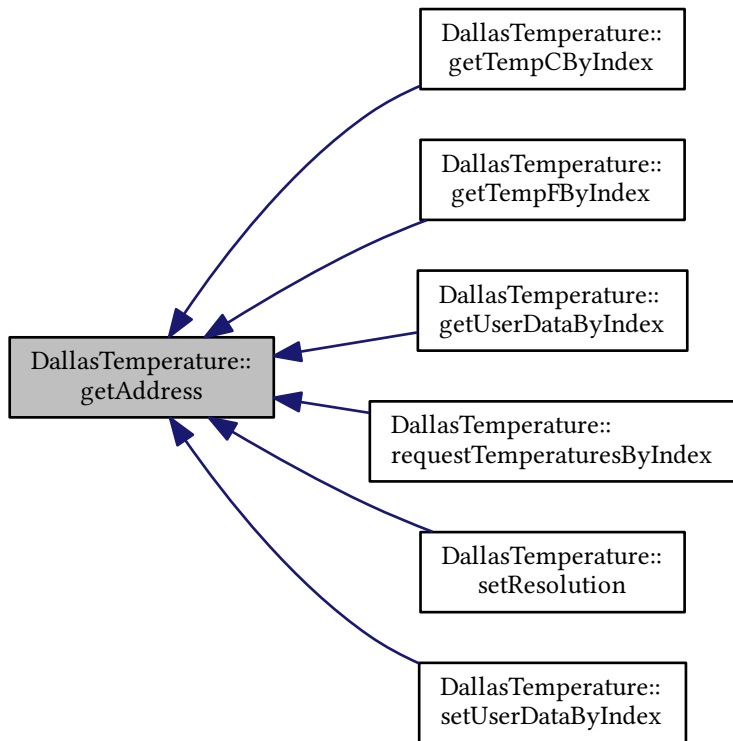 DallasTemperature::
getTempCByIndex
DallasTemperature::
getTempFByIndex
DallasTemperature::
getUserDataByIndex
DallasTemperature::
getAddress
DallasTemperature::
requestTemperaturesByIndex
DallasTemperature::
setResolution
DallasTemperature::
setUserDataByIndex